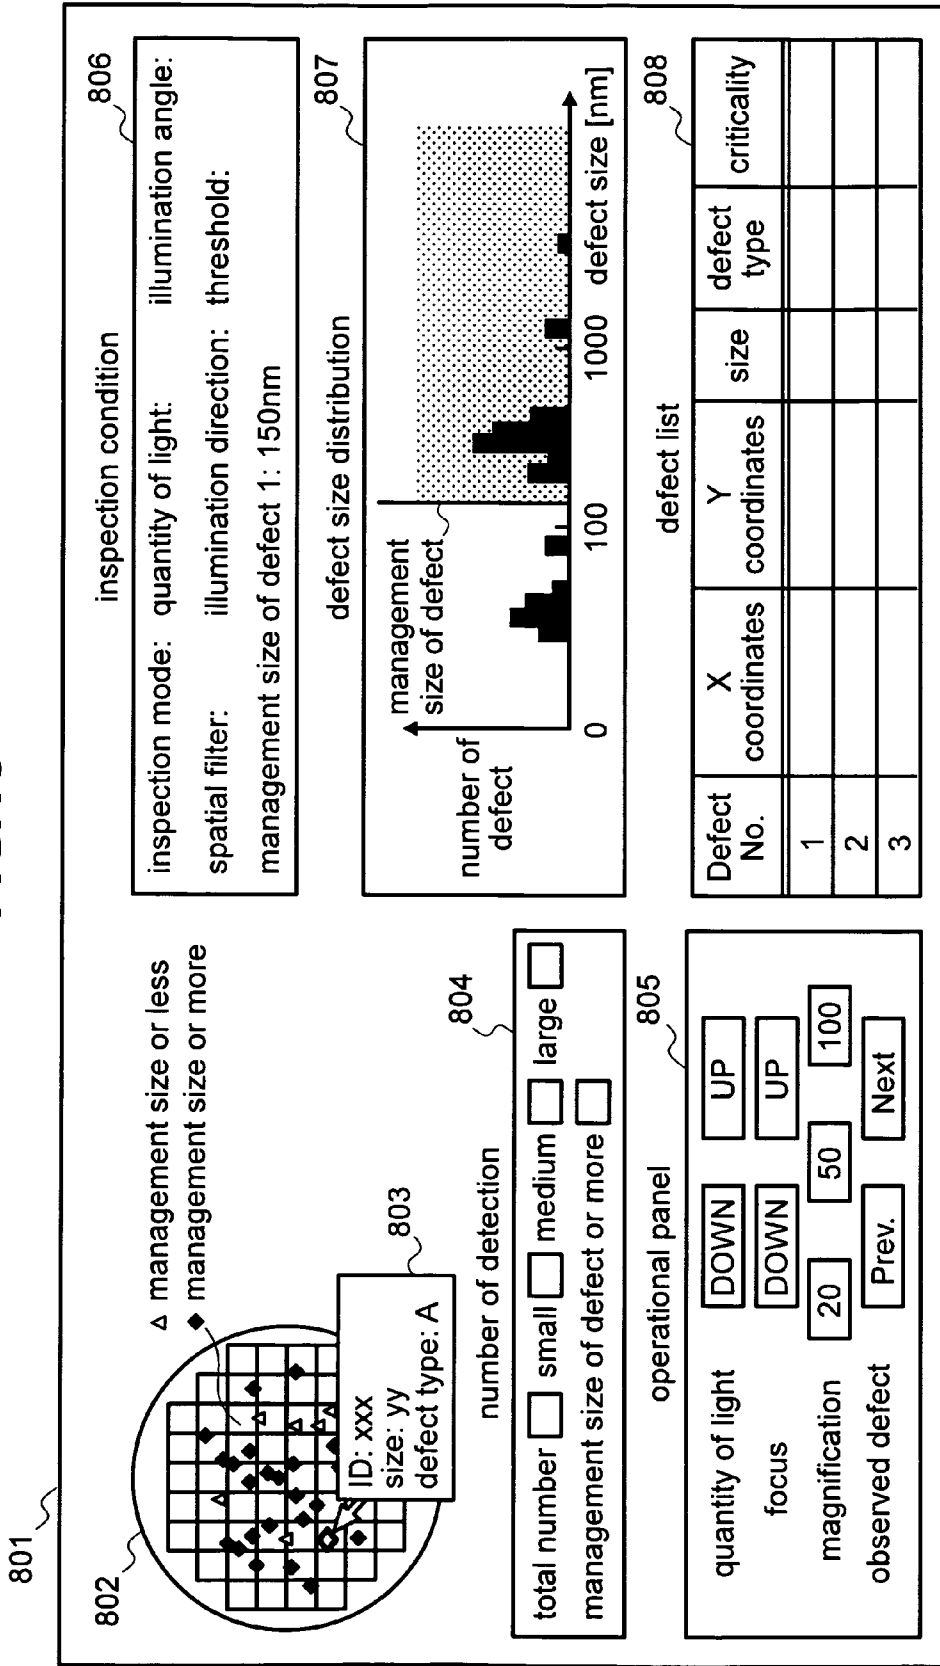 801
802
△ management size or less
◆ management size or more
803
ID: xxx
size: yy
defect type: A
number of detection
804
total number
small
medium
large
management size of defect or more
operational panel
805
quantity of light
DOWN
UP
focus
DOWN
UP
magnification
20
50
100
observed defect
Prev.
Next
inspection condition
806
inspection mode:
quantity of light:
illumination angle:
spatial filter:
illumination direction:
threshold:
management size of defect 1: 150nm
defect size distribution
807
number of
defect
management
size of defect
0
100
1000
defect size [nm]
defect list
808
Defect
No.
X
coordinates
Y
coordinates
size
defect
type
criticality
1
2
3